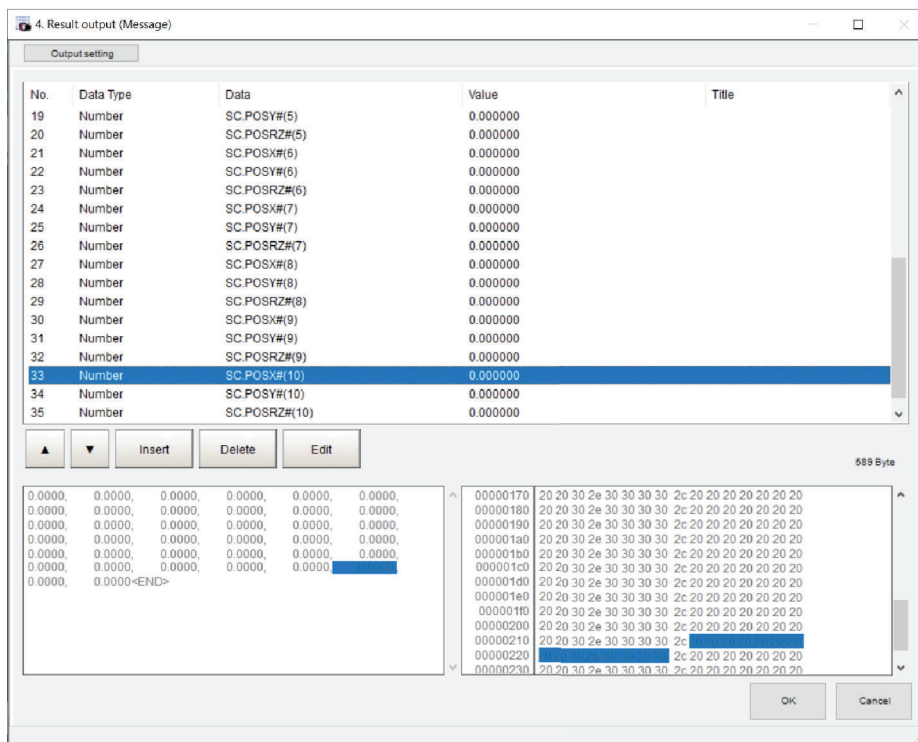 4. Result output (Message)
Output setting
No. Data Type Data Value Title
19 Number SC.POSY#(5) 0.000000
20 Number SC.POSRZ#(5) 0.000000
21 Number SC.POSX#(6) 0.000000
22 Number SC.POSY#(6) 0.000000
23 Number SC.POSRZ#(6) 0.000000
24 Number SC.POSX#(7) 0.000000
25 Number SC.POSY#(7) 0.000000
26 Number SC.POSRZ#(7) 0.000000
27 Number SC.POSX#(8) 0.000000
28 Number SC.POSY#(8) 0.000000
29 Number SC.POSRZ#(8) 0.000000
30 Number SC.POSX#(9) 0.000000
31 Number SC.POSY#(9) 0.000000
32 Number SC.POSRZ#(9) 0.000000
33 Number SC.POSX#(10) 0.000000
34 Number SC.POSY#(10) 0.000000
35 Number SC.POSRZ#(10) 0.000000
▲ ▼ Insert Delete Edit
589 Byte
0.0000, 0.0000, 0.0000, 0.0000, 0.0000, 0.0000,
0.0000, 0.0000, 0.0000, 0.0000, 0.0000, 0.0000,
0.0000, 0.0000, 0.0000, 0.0000, 0.0000, 0.0000,
0.0000, 0.0000, 0.0000, 0.0000, 0.0000, 0.0000,
0.0000, 0.0000, 0.0000, 0.0000, 0.0000, 0.0000,
0.0000, 0.0000, 0.0000, 0.0000, 0.0000, 0.0000,
0.0000, 0.0000<END>
00000170 20 20 30 2e 30 30 30 30 2c 20 20 20 20 20 20 20
00000180 20 20 30 2e 30 30 30 30 2c 20 20 20 20 20 20 20
00000190 20 20 30 2e 30 30 30 30 2c 20 20 20 20 20 20 20
000001a0 20 20 30 2e 30 30 30 30 2c 20 20 20 20 20 20 20
000001b0 20 20 30 2e 30 30 30 30 2c 20 20 20 20 20 20 20
000001c0 20 20 30 2e 30 30 30 30 2c 20 20 20 20 20 20 20
000001d0 20 20 30 2e 30 30 30 30 2c 20 20 20 20 20 20 20
000001e0 20 20 30 2e 30 30 30 30 2c 20 20 20 20 20 20 20
000001f0 20 20 30 2e 30 30 30 30 2c 20 20 20 20 20 20 20
00000200 20 20 30 2e 30 30 30 30 2c 20 20 20 20 20 20 20
00000210 20 20 30 2e 30 30 30 30 2c 20 20 20 20 20 20 20
00000220 20 20 30 2e 30 30 30 30 2c 20 20 20 20 20 20 20
00000230 20 20 30 2e 30 30 30 30 2c 20 20 20 20 20 20 20
OK Cancel